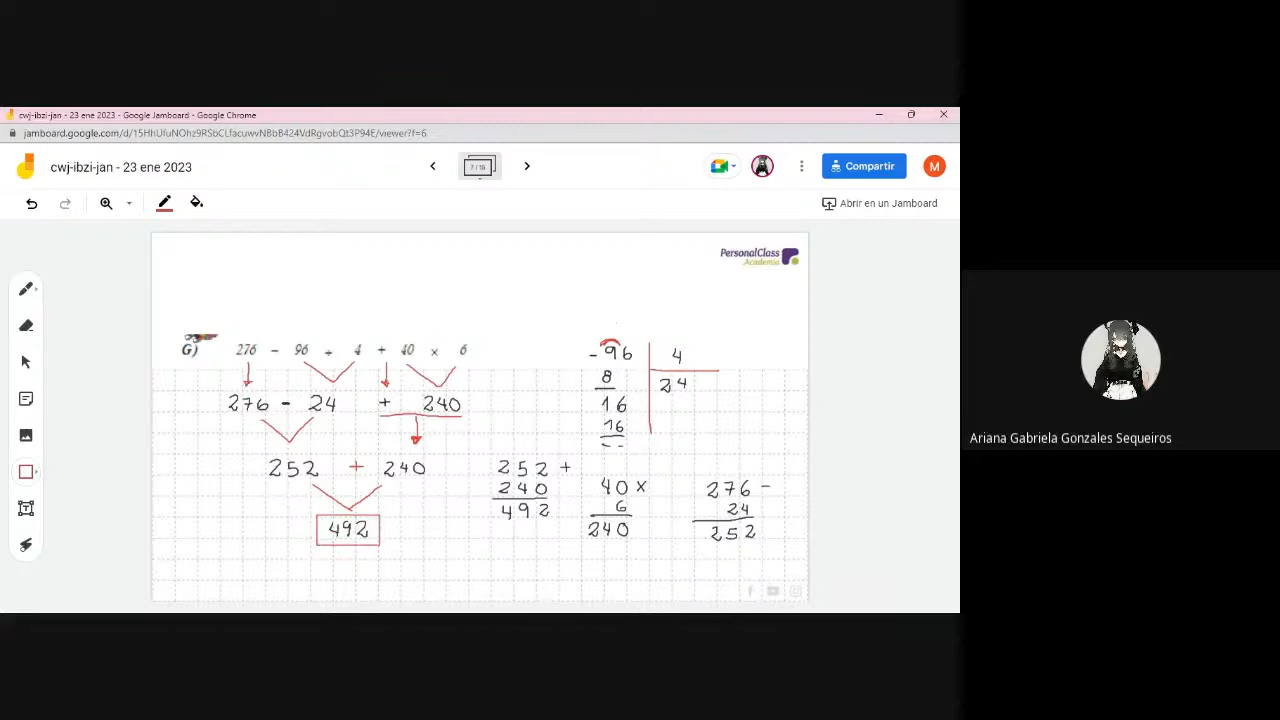 cwj-ibzi-jan - 23 ene 2023 - Google Jamboard - Google Chrome
jamboard.google.com/d/15HhUfuNOhz9RSbCLfacuwvNBbB424VdRgvobQt3P94E/viewer?f=6
cwj-ibzi-jan - 23 ene 2023
7 / 16
Compartir
M
Abrir en un Jamboard
PersonalClass
Academia
G) 276 - 96 ÷ 4 + 40 × 6
276 - 24 + 240
252 + 240
492
- 96 4
8 24
16
16
252 +
240
492
40 x
6
240
276 -
24
252
Ariana Gabriela Gonzales Sequeiros